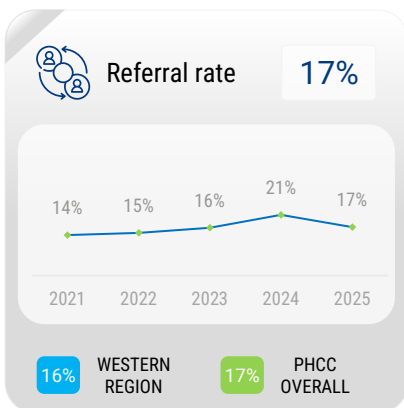 Referral rate 17%
14% 15% 16% 21% 17%
2021 2022 2023 2024 2025
16% WESTERN REGION
17% PHCC OVERALL